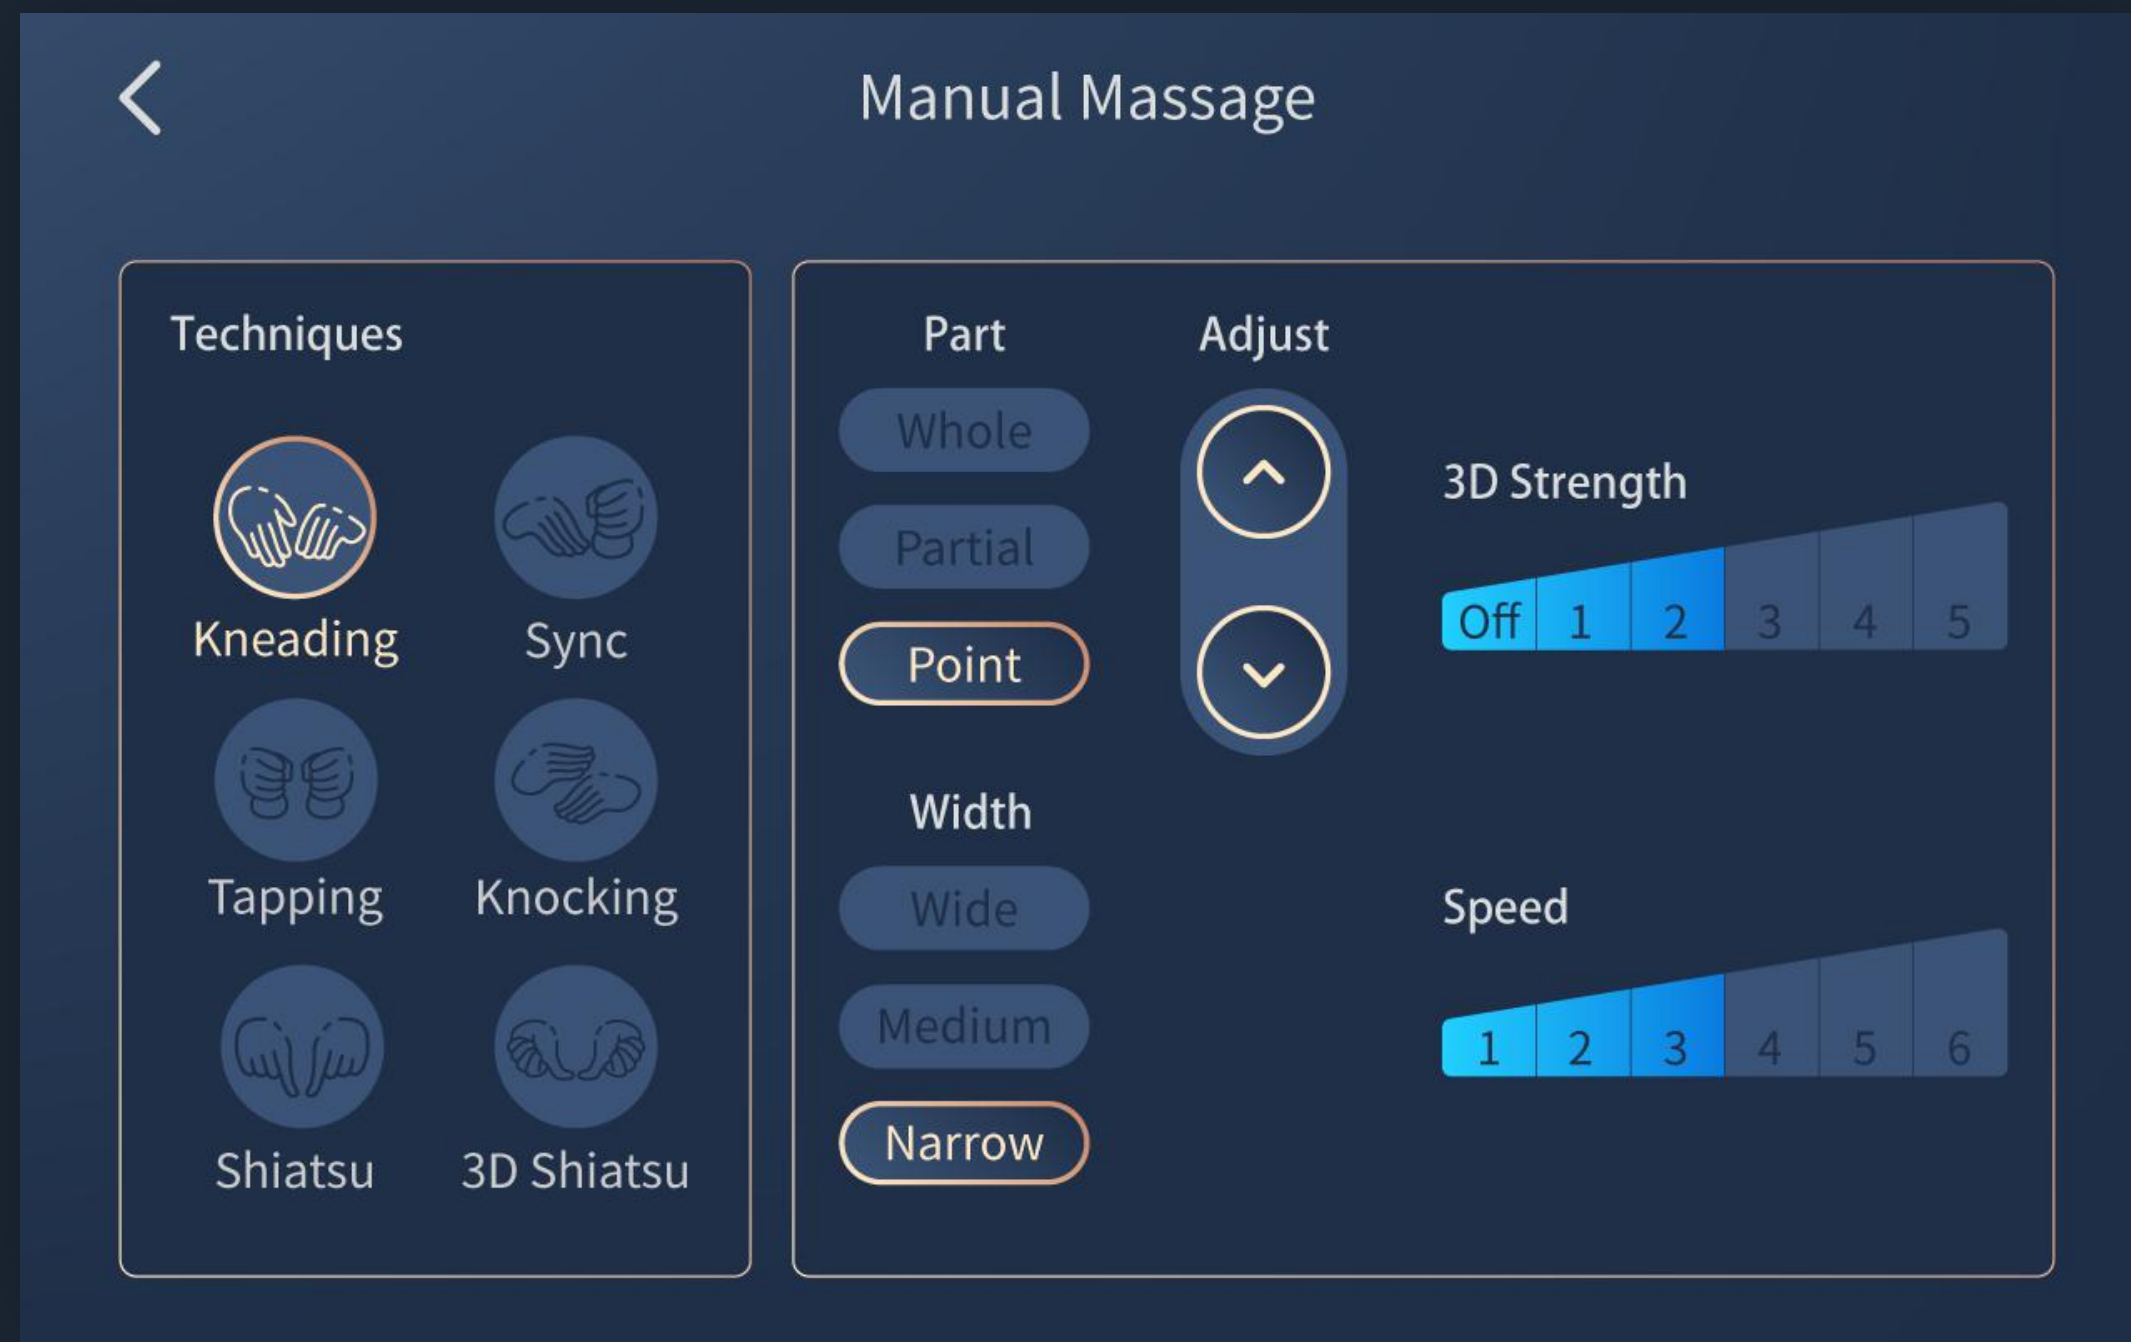 Manual Massage
Techniques
Kneading
Sync
Tapping
Knocking
Shiatsu
3D Shiatsu
Part
Whole
Partial
Point
Adjust
Width
Wide
Medium
Narrow
3D Strength
Off 1 2 3 4 5
Speed
1 2 3 4 5 6